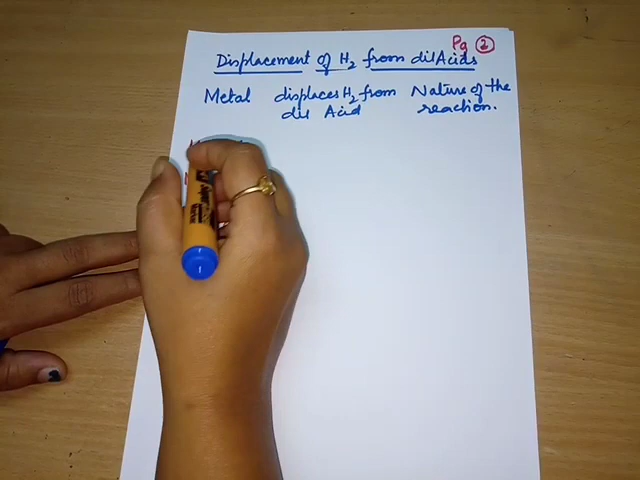 Pg 2
Displacement of H2 from dil Acids
Metal displaces H2 from Nature of the
dil Acid reaction.